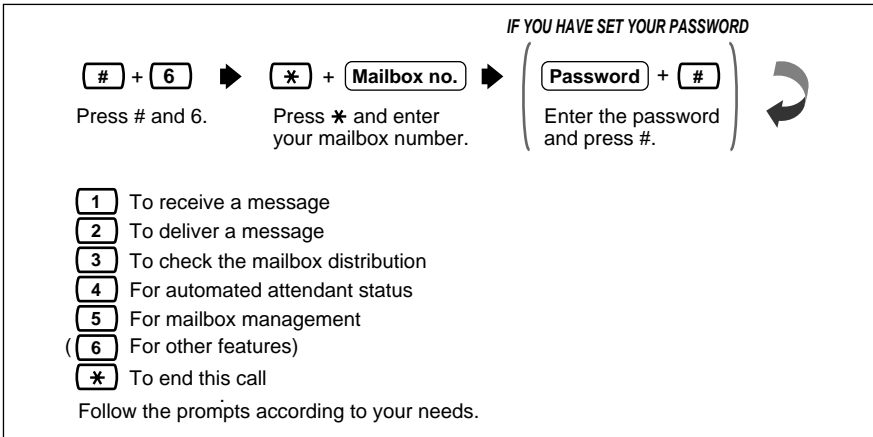 IF YOU HAVE SET YOUR PASSWORD
# + 6 ✱ + Mailbox no. Password + #
Press # and 6. Press ✱ and enter Enter the password
your mailbox number. and press #.
1 To receive a message
2 To deliver a message
3 To check the mailbox distribution
4 For automated attendant status
5 For mailbox management
( 6 For other features)
✱ To end this call
Follow the prompts according to your needs.